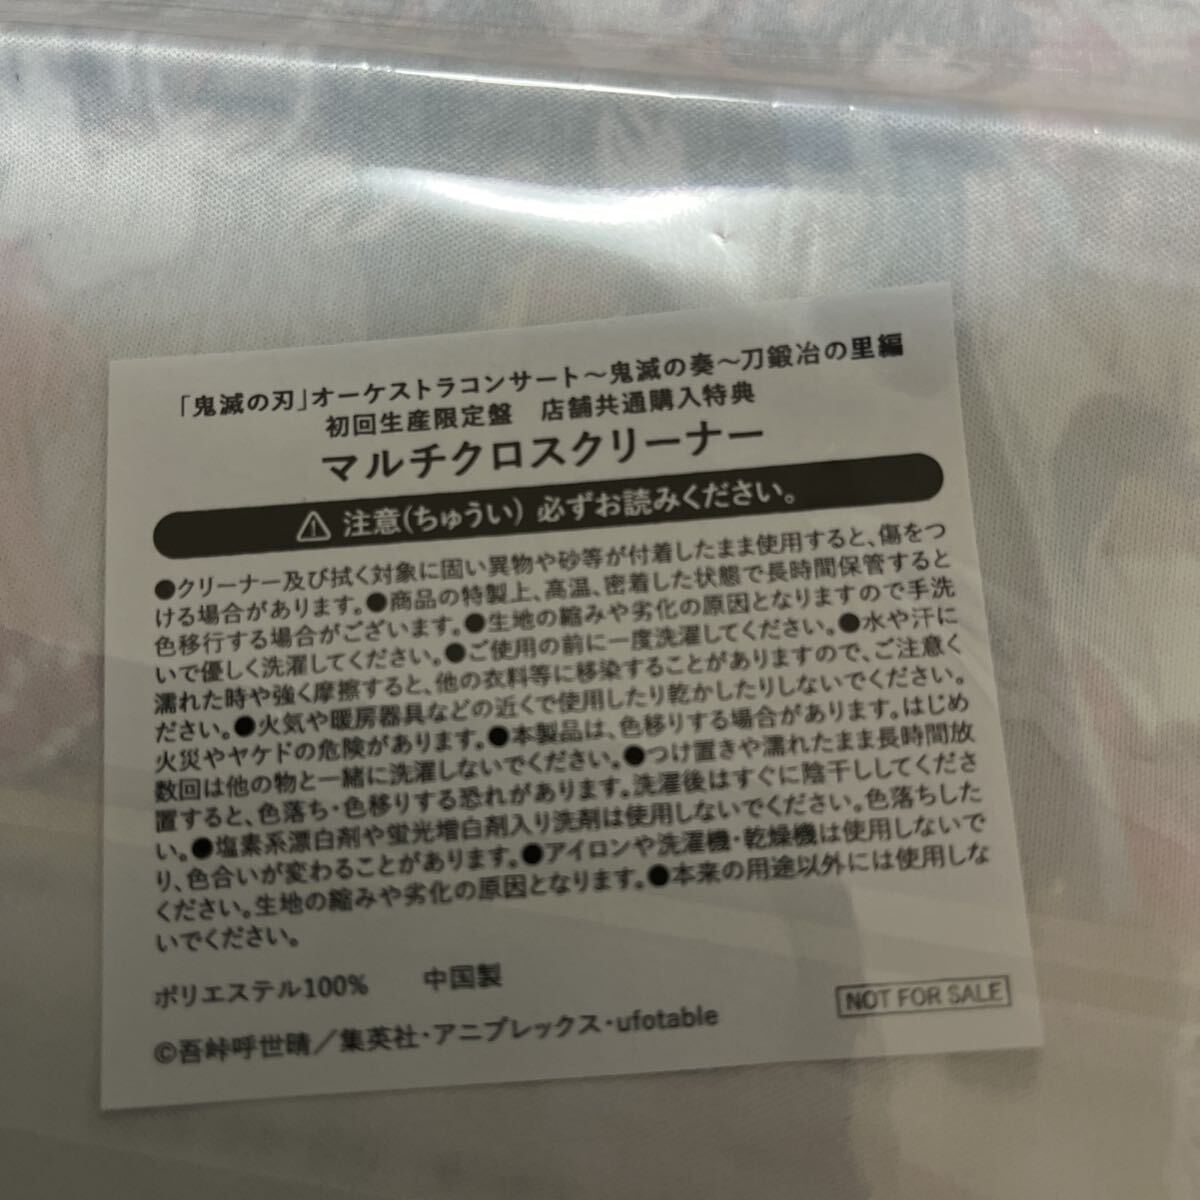 「鬼滅の刃」オーケストラコンサート～鬼滅の奏～刀鍛冶の里編
初回生産限定盤　店舗共通購入特典
マルチクロスクリーナー
⚠ 注意(ちゅうい) 必ずお読みください。
●クリーナー及び拭く対象に固い異物や砂等が付着したまま使用すると、傷をつ
ける場合があります。●商品の特製上、高温、密着した状態で長時間保管すると
色移行する場合がございます。●生地の縮みや劣化の原因となりますので手洗
いで優しく洗濯してください。●ご使用の前に一度洗濯してください。●水や汗に
濡れた時や強く摩擦すると、他の衣料等に移染することがありますので、ご注意く
ださい。●火気や暖房器具などの近くで使用したり乾かしたりしないでください。
火災やヤケドの危険があります。●本製品は、色移りする場合があります。はじめ
数回は他の物と一緒に洗濯しないでください。●つけ置きや濡れたまま長時間放
置すると、色落ち・色移りする恐れがあります。洗濯後はすぐに陰干ししてくださ
い。●塩素系漂白剤や蛍光増白剤入り洗剤は使用しないでください。色落ちした
り、色合いが変わることがあります。●アイロンや洗濯機・乾燥機は使用しないで
ください。生地の縮みや劣化の原因となります。●本来の用途以外には使用しな
いでください。
ポリエステル100%　中国製
NOT FOR SALE
©吾峠呼世晴／集英社・アニプレックス・ufotable